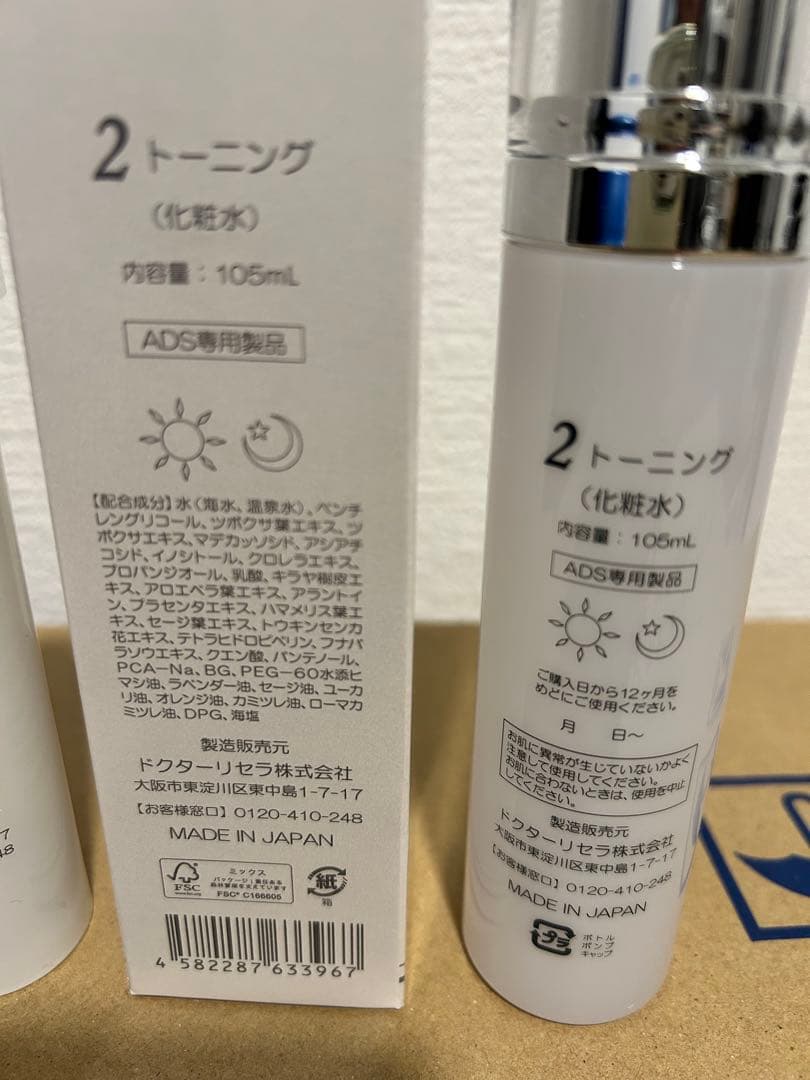 2 トーニング
（化粧水）
内容量：105mL
ADS専用製品
【配合成分】水（海水、温泉水）、ペンチ
レングリコール、ツボクサ葉エキス、ツ
ボクサエキス、マデカッソシド、アシアチ
コシド、イノシトール、クロレラエキス、
プロパンジオール、乳酸、キラヤ樹皮エ
キス、アロエベラ葉エキス、アラントイ
ン、プラセンタエキス、ハマメリス葉エ
キス、セージ葉エキス、トウキンセンカ
花エキス、テトラヒドロピペリン、フナバ
ラソウエキス、クエン酸、パンテノール、
PCA-Na、BG、PEG-60水添ヒ
マシ油、ラベンダー油、セージ油、ユーカ
リ油、オレンジ油、カミツレ油、ローマカ
ミツレ油、DPG、海塩
製造販売元
ドクターリセラ株式会社
大阪市東淀川区東中島1-7-17
【お客様窓口】0120-410-248
MADE IN JAPAN
FSC
ミックス
パッケージ｜責任ある
森林管理を支えています
FSC® C166605
紙
箱
4 582287 633967
2 トーニング
（化粧水）
内容量：105mL
ADS専用製品
ご購入日から12ヶ月を
めどにご使用ください。
月 日〜
お肌に異常が生じていないかよく
注意して使用してください。
お肌に合わないときは、使用を中止
してください。
製造販売元
ドクターリセラ株式会社
大阪市東淀川区東中島1-7-17
【お客様窓口】0120-410-248
MADE IN JAPAN
プラ
ボトル
ポンプ
キャップ
17
48